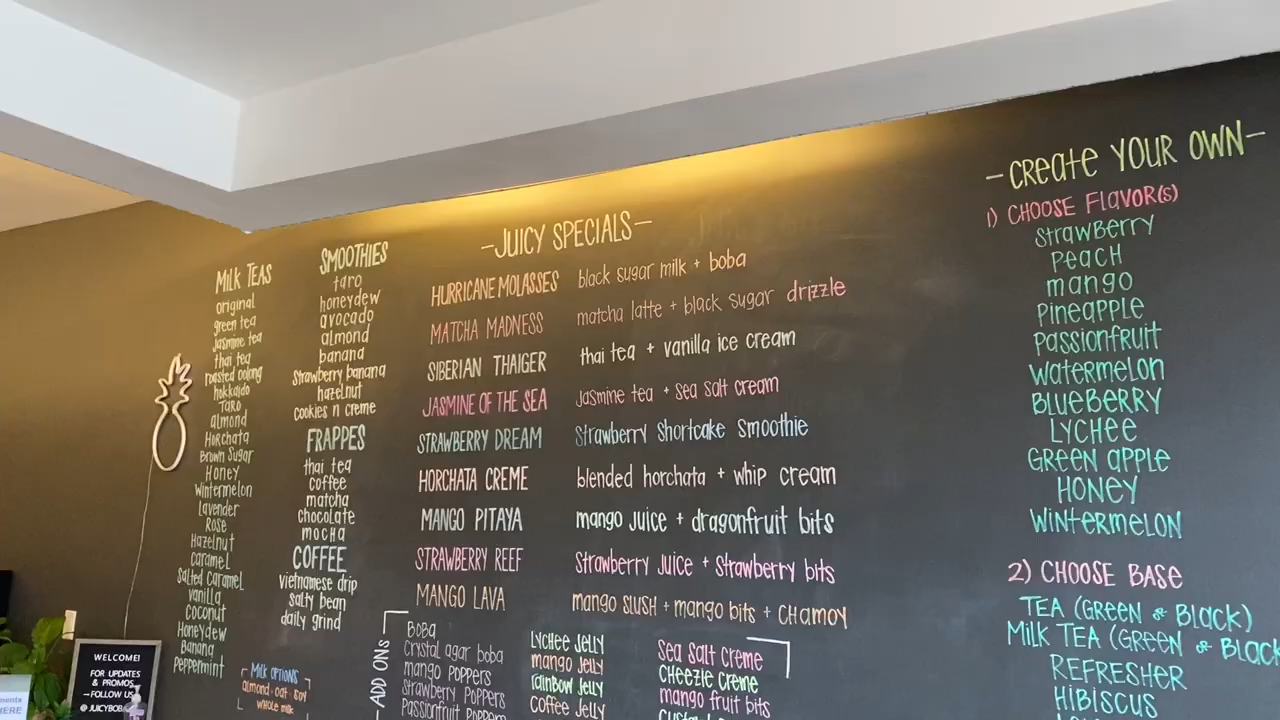 MILK TEAS
original
green tea
Jasmine tea
thai tea
roasted oolong
hokkaido
Taro
almond
Horchata
Brown Sugar
Honey
Wintermelon
Lavender
Rose
Hazelnut
Caramel
Salted Caramel
vanilla
Coconut
Honeydew
Banana
Peppermint
SMOOTHIES
taro
honeydew
avocado
almond
banana
Strawberry banana
hazelnut
cookies n creme
FRAPPES
thai tea
coffee
matcha
chocolate
mocha
COFFEE
vietnamese drip
salty bean
daily grind
MILK OPTIONS
almond·oat·soy
whole milk
-JUICY SPECIALS-
HURRICANE MOLASSES black sugar milk + boba
MATCHA MADNESS matcha latte + black sugar drizzle
SIBERIAN THAIGER thai tea + vanilla ice cream
JASMINE OF THE SEA Jasmine tea + sea salt cream
STRAWBERRY DREAM Strawberry Shortcake Smoothie
HORCHATA CREME blended horchata + whip cream
MANGO PITAYA mango juice + dragonfruit bits
STRAWBERRY REEF Strawberry Juice + Strawberry bits
MANGO LAVA mango slush + mango bits + CHAMOY
ADD ONs
BOBa
Crystal agar boba
mango POPPERS
Strawberry POPPERS
Passionfruit POPPERS
LYCHEE JELLY
mango JELLY
rainbow JELLY
coffee JELLY
Sea Salt Creme
CHEEZIE CREME
mango fruit bits
-CREATE YOUR OWN-
1) CHOOSE FLAVOR(S)
STRAWBERRY
PEACH
mango
PINEAPPLE
PASSIONFRUIT
WATERMELON
BLUEBERRY
LYCHEE
GREEN APPLE
HONEY
WINTERMELON
2) CHOOSE BASE
TEA (GREEN & BLACK)
MILK TEA (GREEN & BLACK
REFRESHER
HIBISCUS
WELCOME!
FOR UPDATES
& PROMOS
→FOLLOW US
@JUICYBOB
HERE